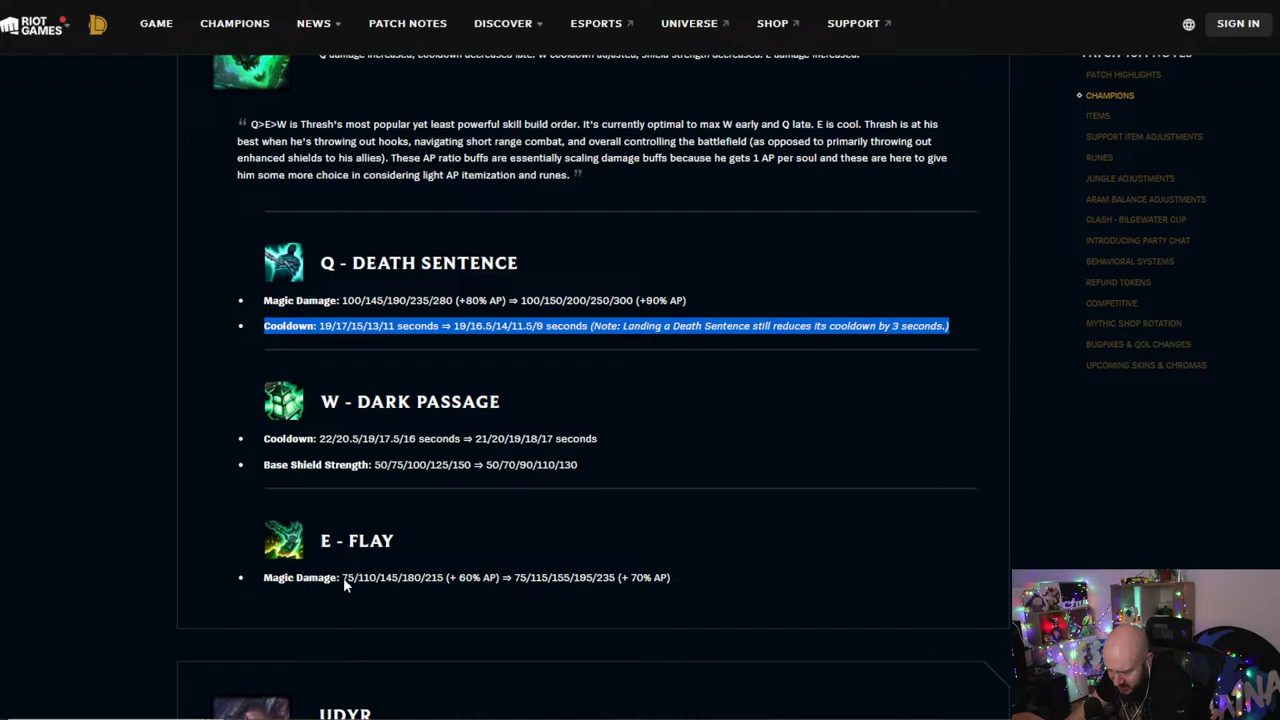 RIOT GAMES
GAME
CHAMPIONS
NEWS
PATCH NOTES
DISCOVER
ESPORTS
UNIVERSE
SHOP
SUPPORT
SIGN IN
Q damage increased, cooldown decreased late. W cooldown adjusted, shield strength decreased. E damage increased.
Q>E>W is Thresh's most popular yet least powerful skill build order. It's currently optimal to max W early and Q late. E is cool. Thresh is at his
best when he's throwing out hooks, navigating short range combat, and overall controlling the battlefield (as opposed to primarily throwing out
enhanced shields to his allies). These AP ratio buffs are essentially scaling damage buffs because he gets 1 AP per soul and these are here to give
him some more choice in considering light AP itemization and runes.
Q - DEATH SENTENCE
• Magic Damage: 100/145/190/235/280 (+80% AP) ⇒ 100/150/200/250/300 (+90% AP)
• Cooldown: 19/17/15/13/11 seconds ⇒ 19/16.5/14/11.5/9 seconds (Note: Landing a Death Sentence still reduces its cooldown by 3 seconds.)
W - DARK PASSAGE
• Cooldown: 22/20.5/19/17.5/16 seconds ⇒ 21/20/19/18/17 seconds
• Base Shield Strength: 50/75/100/125/150 ⇒ 50/70/90/110/130
E - FLAY
• Magic Damage: 75/110/145/180/215 (+ 60% AP) ⇒ 75/115/155/195/235 (+ 70% AP)
UDYR
PATCH HIGHLIGHTS
CHAMPIONS
ITEMS
SUPPORT ITEM ADJUSTMENTS
RUNES
JUNGLE ADJUSTMENTS
ARAM BALANCE ADJUSTMENTS
CLASH - BILGEWATER CUP
INTRODUCING PARTY CHAT
BEHAVIORAL SYSTEMS
REFUND TOKENS
COMPETITIVE
MYTHIC SHOP ROTATION
BUGFIXES & QOL CHANGES
UPCOMING SKINS & CHROMAS